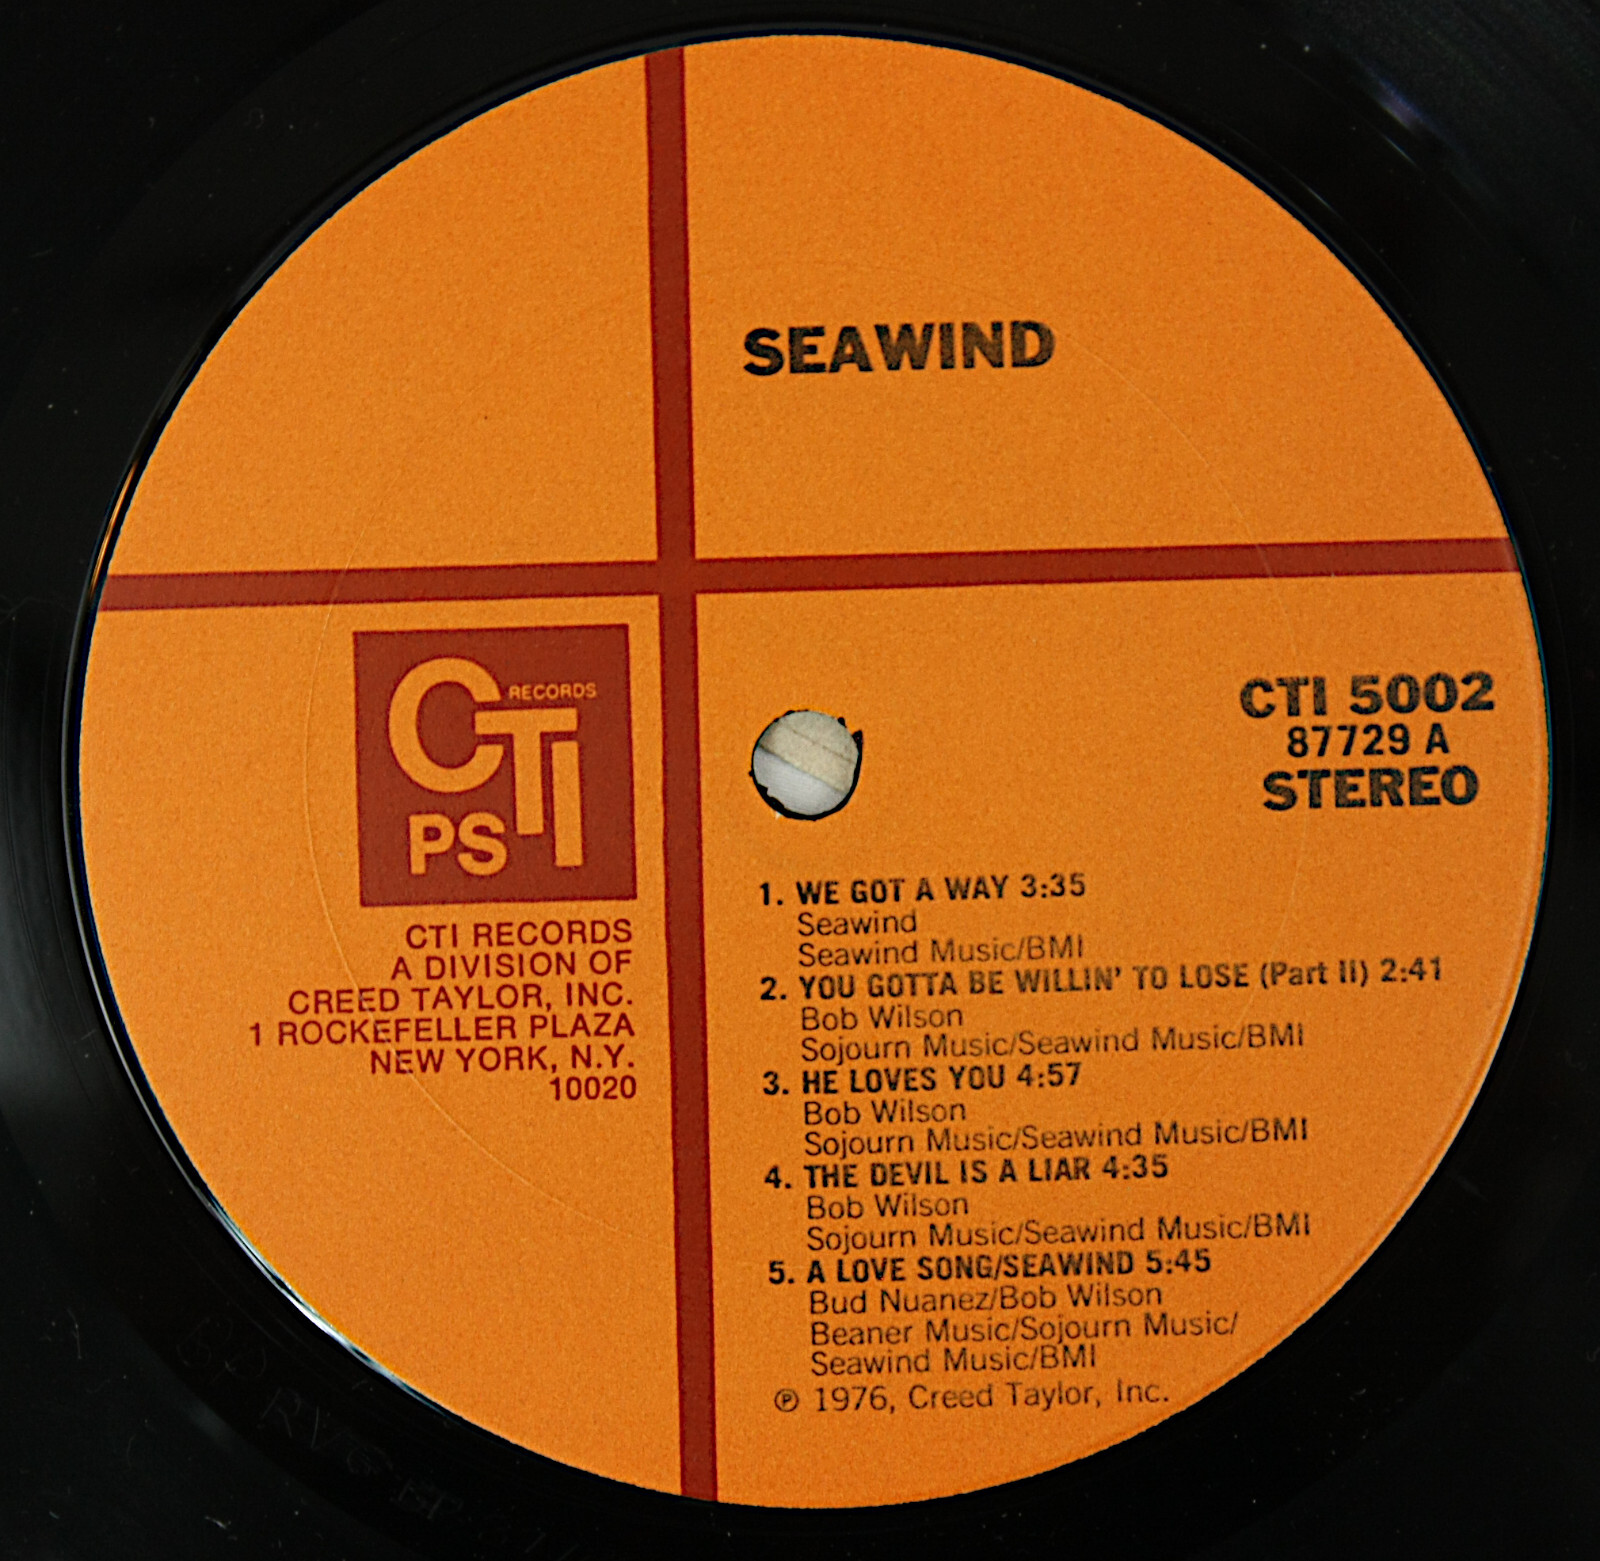 SEAWIND
CTI RECORDS
PS
CTI RECORDS
A DIVISION OF
CREED TAYLOR, INC.
1 ROCKEFELLER PLAZA
NEW YORK, N.Y.
10020
CTI 5002
87729 A
STEREO
1. WE GOT A WAY 3:35
Seawind
Seawind Music/BMI
2. YOU GOTTA BE WILLIN' TO LOSE (Part II) 2:41
Bob Wilson
Sojourn Music/Seawind Music/BMI
3. HE LOVES YOU 4:57
Bob Wilson
Sojourn Music/Seawind Music/BMI
4. THE DEVIL IS A LIAR 4:35
Bob Wilson
Sojourn Music/Seawind Music/BMI
5. A LOVE SONG/SEAWIND 5:45
Bud Nuanez/Bob Wilson
Beaner Music/Sojourn Music/
Seawind Music/BMI
℗ 1976, Creed Taylor, Inc.